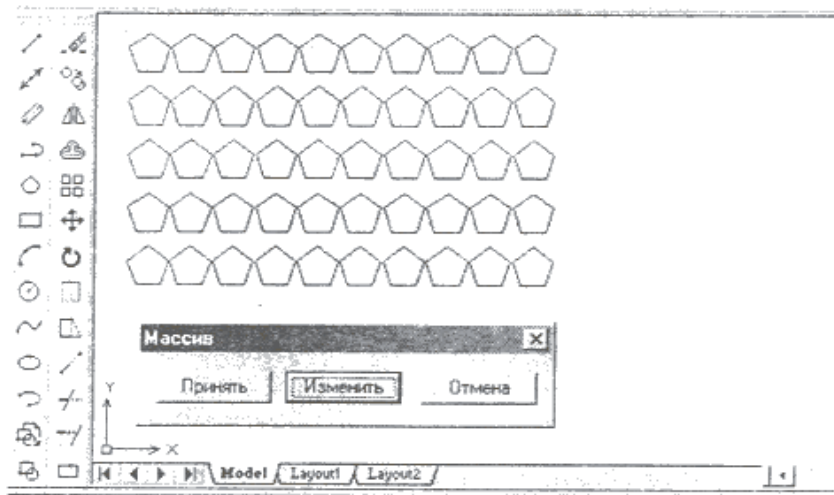 Массив
Принять Изменить Отмена
Y
X
Model Layout1 Layout2